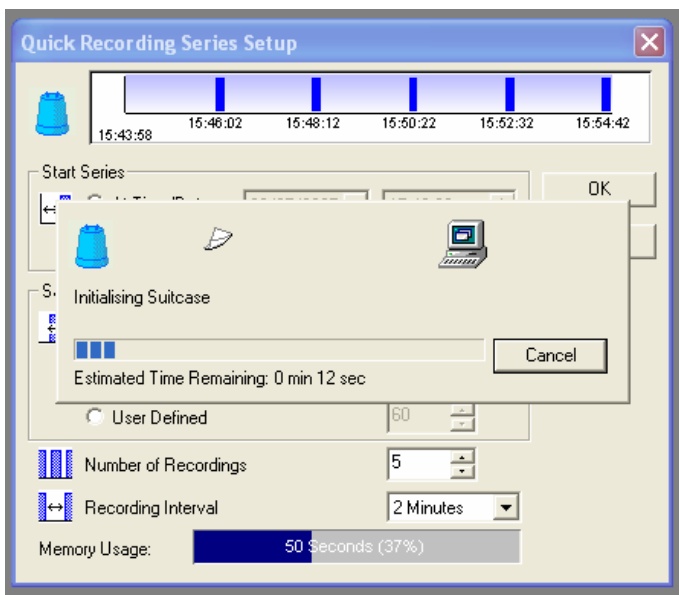 Quick Recording Series Setup
15:43:58 15:46:02 15:48:12 15:50:22 15:52:32 15:54:42
Start Series
OK
Initialising Suitcase
Cancel
Estimated Time Remaining: 0 min 12 sec
User Defined 60
Number of Recordings 5
Recording Interval 2 Minutes
Memory Usage: 50 Seconds (37%)